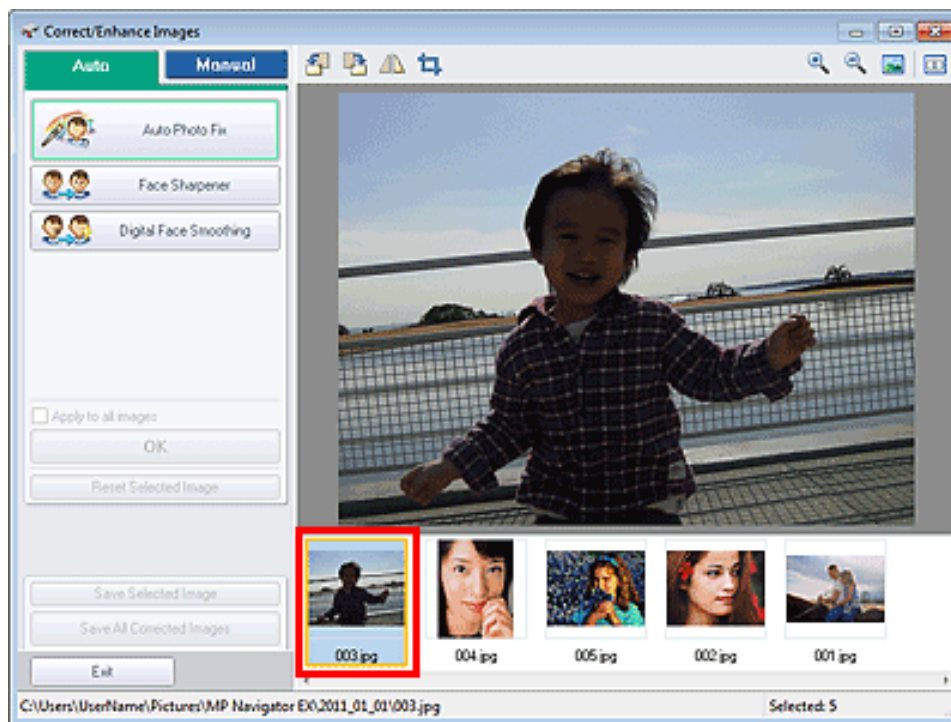 Correct/Enhance Images
Auto
Manual
Auto Photo Fix
Face Sharpener
Digital Face Smoothing
Apply to all images
OK
Reset Selected Image
Save Selected Image
Save All Corrected Images
Exit
003.jpg
004.jpg
005.jpg
002.jpg
001.jpg
C:\Users\UserName\Pictures\MP Navigator EX\2011_01_01\003.jpg
Selected: 5